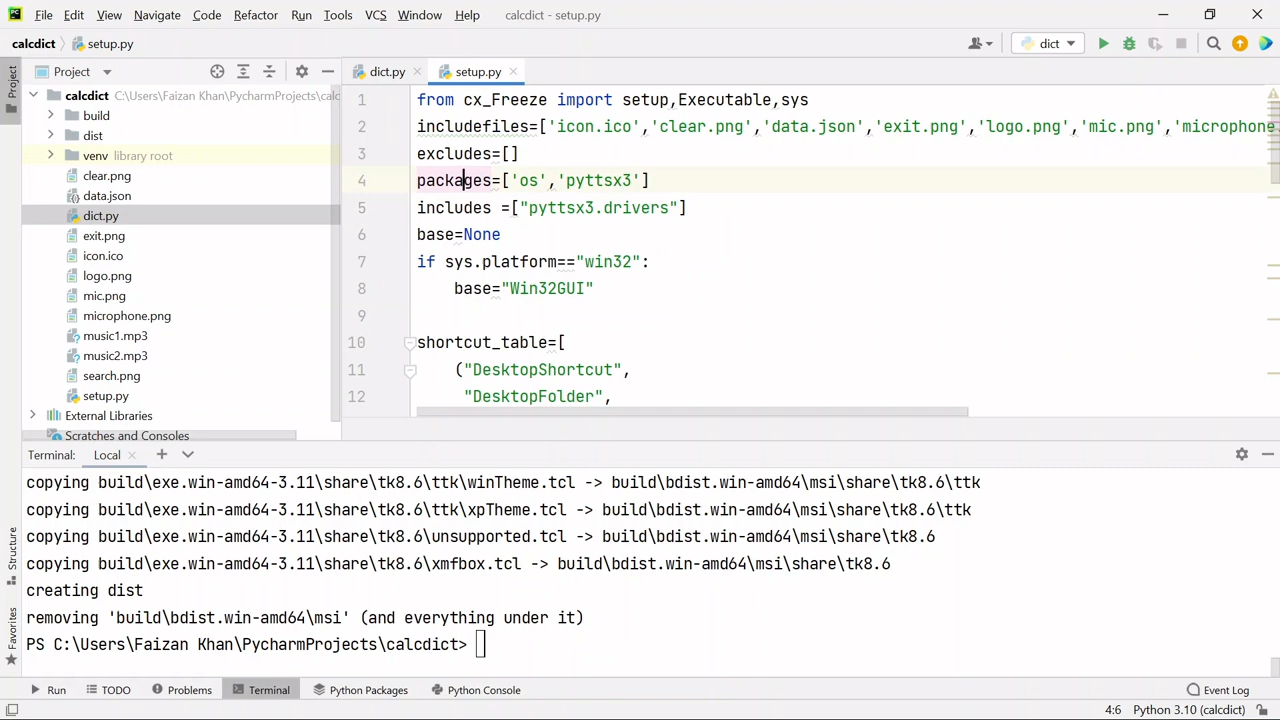 PC File Edit View Navigate Code Refactor Run Tools VCS Window Help calcdict - setup.py
calcdict setup.py dict
Project
Project
calcdict C:\Users\Faizan Khan\PycharmProjects\calc
build
dist
venv library root
clear.png
data.json
dict.py
exit.png
icon.ico
logo.png
mic.png
microphone.png
music1.mp3
music2.mp3
search.png
setup.py
External Libraries
Scratches and Consoles
dict.py setup.py
1 from cx_Freeze import setup,Executable,sys
2 includefiles=['icon.ico','clear.png','data.json','exit.png','logo.png','mic.png','microphone
3 excludes=[]
4 packages=['os','pyttsx3']
5 includes =["pyttsx3.drivers"]
6 base=None
7 if sys.platform=="win32":
8 base="Win32GUI"
9
10 shortcut_table=[
11 ("DesktopShortcut",
12 "DesktopFolder",
Terminal: Local
copying build\exe.win-amd64-3.11\share\tk8.6\ttk\winTheme.tcl -> build\bdist.win-amd64\msi\share\tk8.6\ttk
copying build\exe.win-amd64-3.11\share\tk8.6\ttk\xpTheme.tcl -> build\bdist.win-amd64\msi\share\tk8.6\ttk
copying build\exe.win-amd64-3.11\share\tk8.6\unsupported.tcl -> build\bdist.win-amd64\msi\share\tk8.6
copying build\exe.win-amd64-3.11\share\tk8.6\xmfbox.tcl -> build\bdist.win-amd64\msi\share\tk8.6
creating dist
removing 'build\bdist.win-amd64\msi' (and everything under it)
PS C:\Users\Faizan Khan\PycharmProjects\calcdict>
Structure
Favorites
Run TODO Problems Terminal Python Packages Python Console Event Log
4:6 Python 3.10 (calcdict)